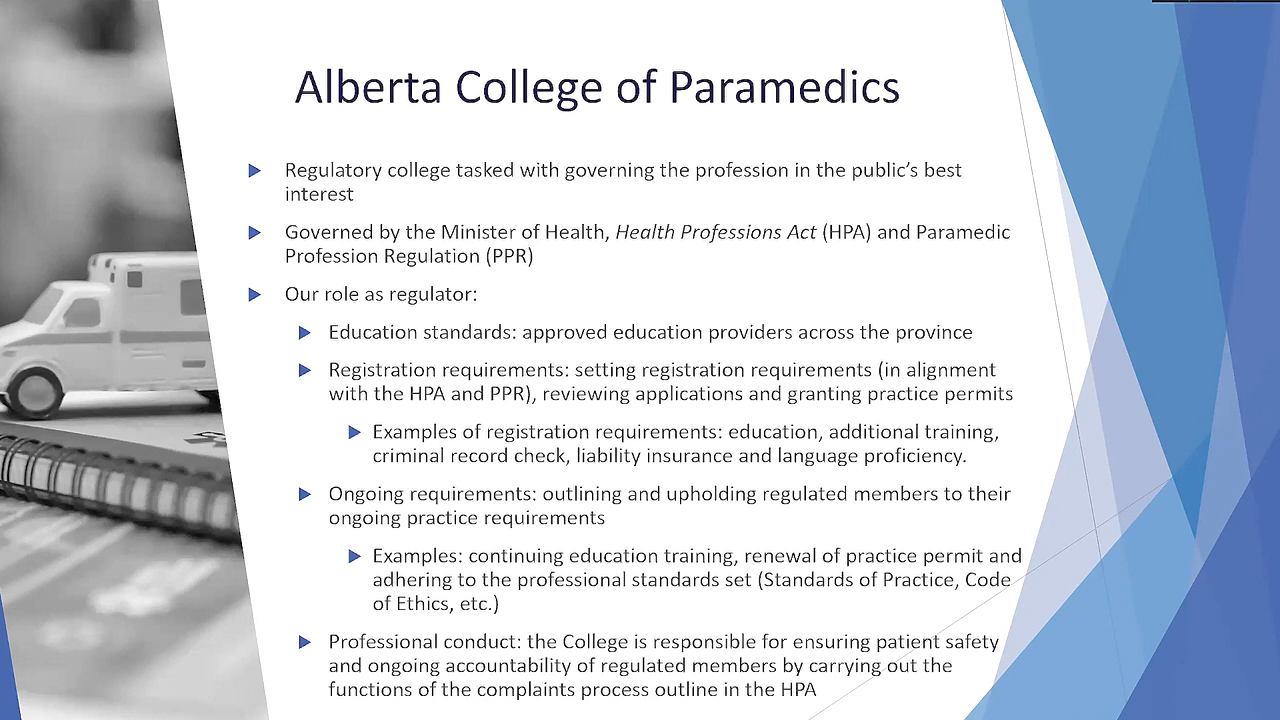 Alberta College of Paramedics
Regulatory college tasked with governing the profession in the public's best
interest
Governed by the Minister of Health, Health Professions Act (HPA) and Paramedic
Profession Regulation (PPR)
Our role as regulator:
Education standards: approved education providers across the province
Registration requirements: setting registration requirements (in alignment
with the HPA and PPR), reviewing applications and granting practice permits
Examples of registration requirements: education, additional training,
criminal record check, liability insurance and language proficiency.
Ongoing requirements: outlining and upholding regulated members to their
ongoing practice requirements
Examples: continuing education training, renewal of practice permit and
adhering to the professional standards set (Standards of Practice, Code
of Ethics, etc.)
Professional conduct: the College is responsible for ensuring patient safety
and ongoing accountability of regulated members by carrying out the
functions of the complaints process outline in the HPA